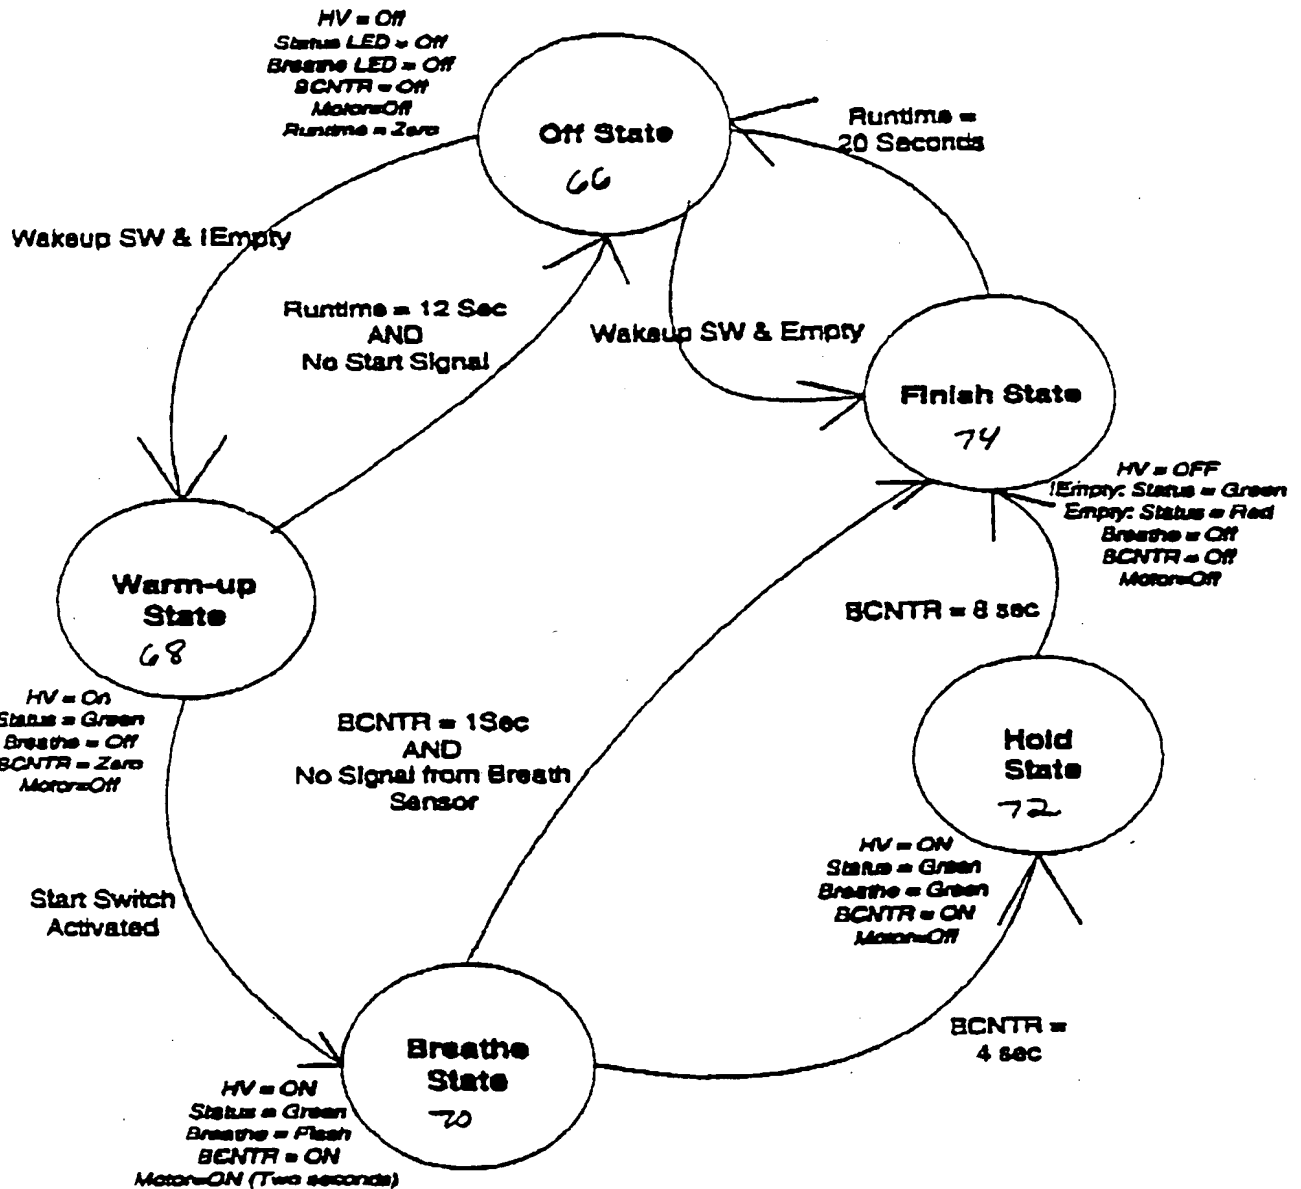 HV = Off
Status LED = Off
Breathe LED = Off
BCNTR = Off
Motor=Off
Runtime = Zero
Off State
66
Runtime =
20 Seconds
Wakeup SW & !Empty
Runtime = 12 Sec
AND
No Start Signal
Wakeup SW & Empty
Finish State
74
HV = OFF
!Empty: Status = Green
Empty: Status = Red
Breathe = Off
BCNTR = Off
Motor=Off
Warm-up
State
68
HV = On
Status = Green
Breathe = Off
BCNTR = Zero
Motor=Off
BCNTR = 8 sec
BCNTR = 1Sec
AND
No Signal from Breath
Sensor
Hold
State
72
HV = ON
Status = Green
Breathe = Green
BCNTR = ON
Motor=Off
Start Switch
Activated
BCNTR =
4 sec
Breathe
State
70
HV = ON
Status = Green
Breathe = Flash
BCNTR = ON
Motor=ON (Two seconds)